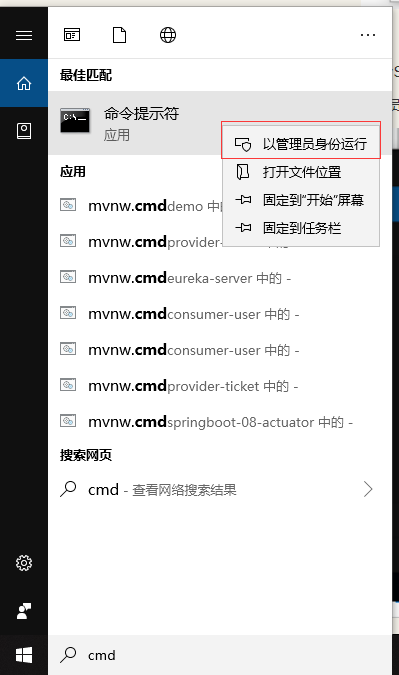 最佳匹配
命令提示符
应用
以管理员身份运行
打开文件位置
固定到"开始"屏幕
固定到任务栏
应用
mvnw.cmddemo 中
mvnw.cmdprovider-
mvnw.cmdeureka-server 中的 -
mvnw.cmdconsumer-user 中的 -
mvnw.cmdconsumer-user 中的 -
mvnw.cmdprovider-ticket 中的 -
mvnw.cmdspringboot-08-actuator 中的 -
搜索网页
cmd - 查看网络搜索结果
cmd